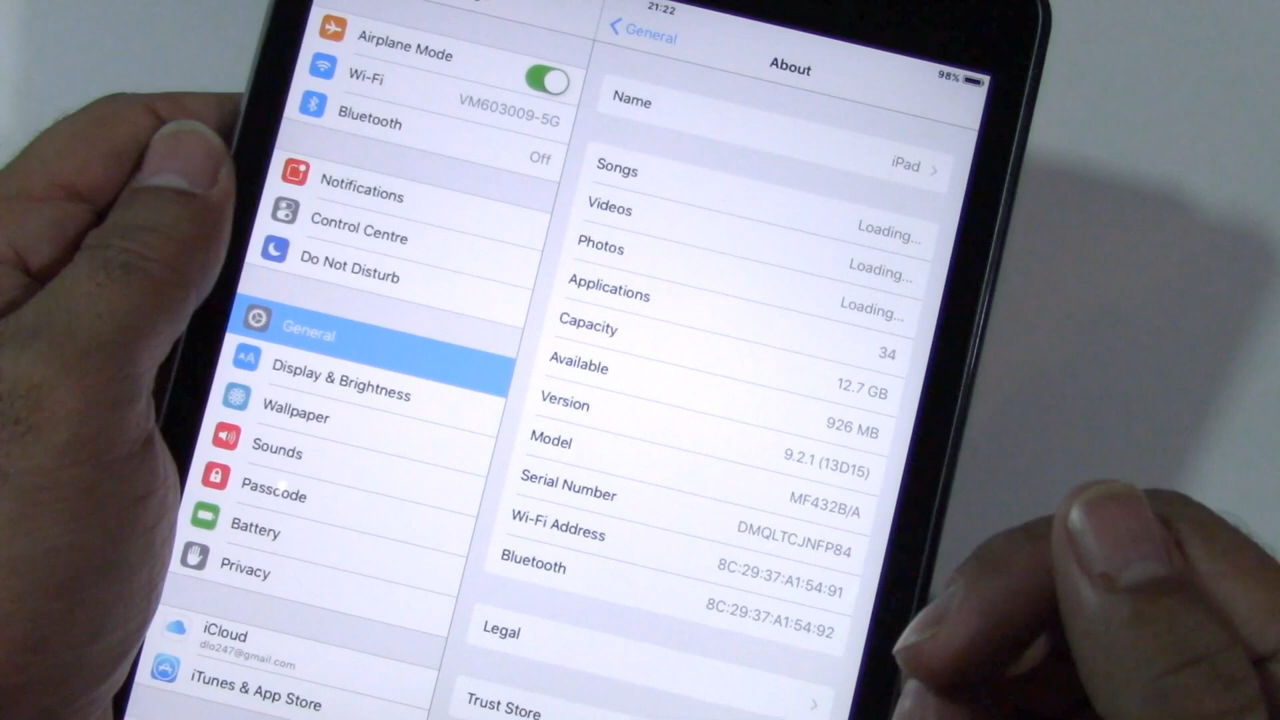 Airplane Mode
Wi-Fi
VM603009-5G
Bluetooth
Off
Notifications
Control Centre
Do Not Disturb
General
Display & Brightness
AA
Wallpaper
Sounds
Passcode
Battery
Privacy
iCloud
dlo247@gmail.com
iTunes & App Store
21:22
General
About
98%
Name
iPad
Songs
Loading...
Videos
Loading...
Photos
Loading...
Applications
34
Capacity
12.7 GB
Available
926 MB
Version
9.2.1 (13D15)
Model
MF432B/A
Serial Number
DMQLTCJNFP84
Wi-Fi Address
8C:29:37:A1:54:91
Bluetooth
8C:29:37:A1:54:92
Legal
Trust Store